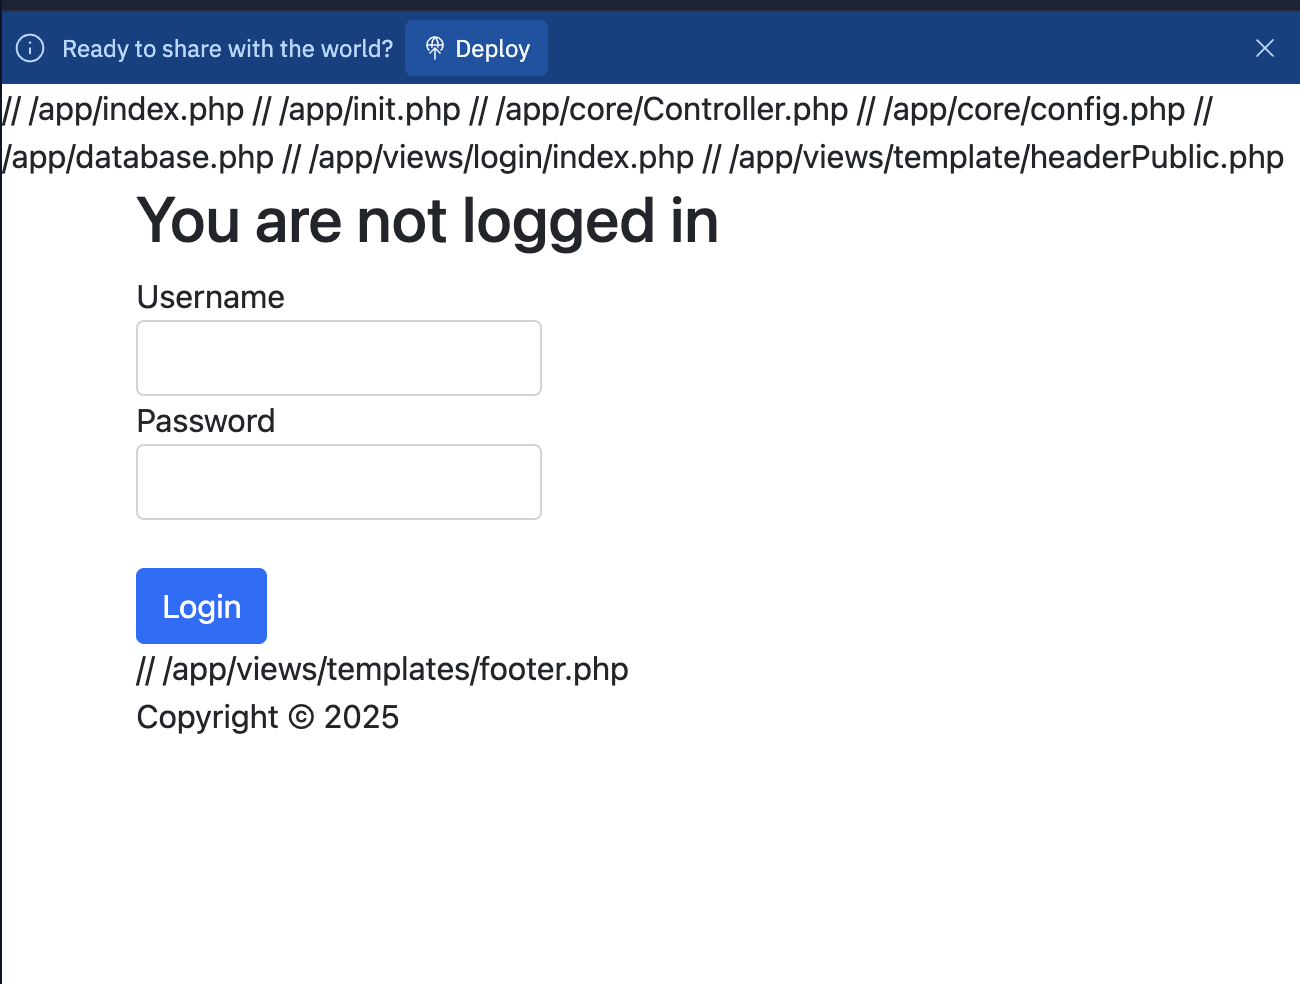 Ready to share with the world? Deploy
// /app/index.php // /app/init.php // /app/core/Controller.php // /app/core/config.php //
/app/database.php // /app/views/login/index.php // /app/views/template/headerPublic.php
You are not logged in
Username
Password
Login
// /app/views/templates/footer.php
Copyright © 2025